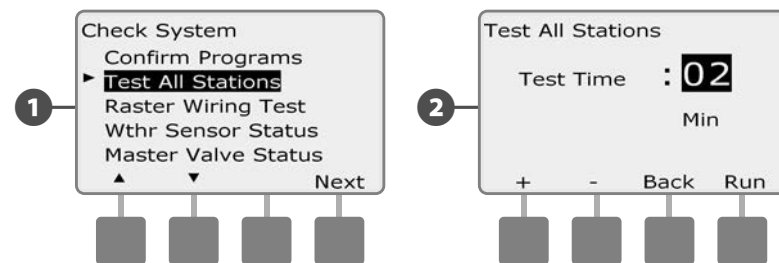 1
Check System
Confirm Programs
► Test All Stations
Raster Wiring Test
Wthr Sensor Status
Master Valve Status
▲ ▼ Next
2
Test All Stations
Test Time :02
Min
+ - Back Run